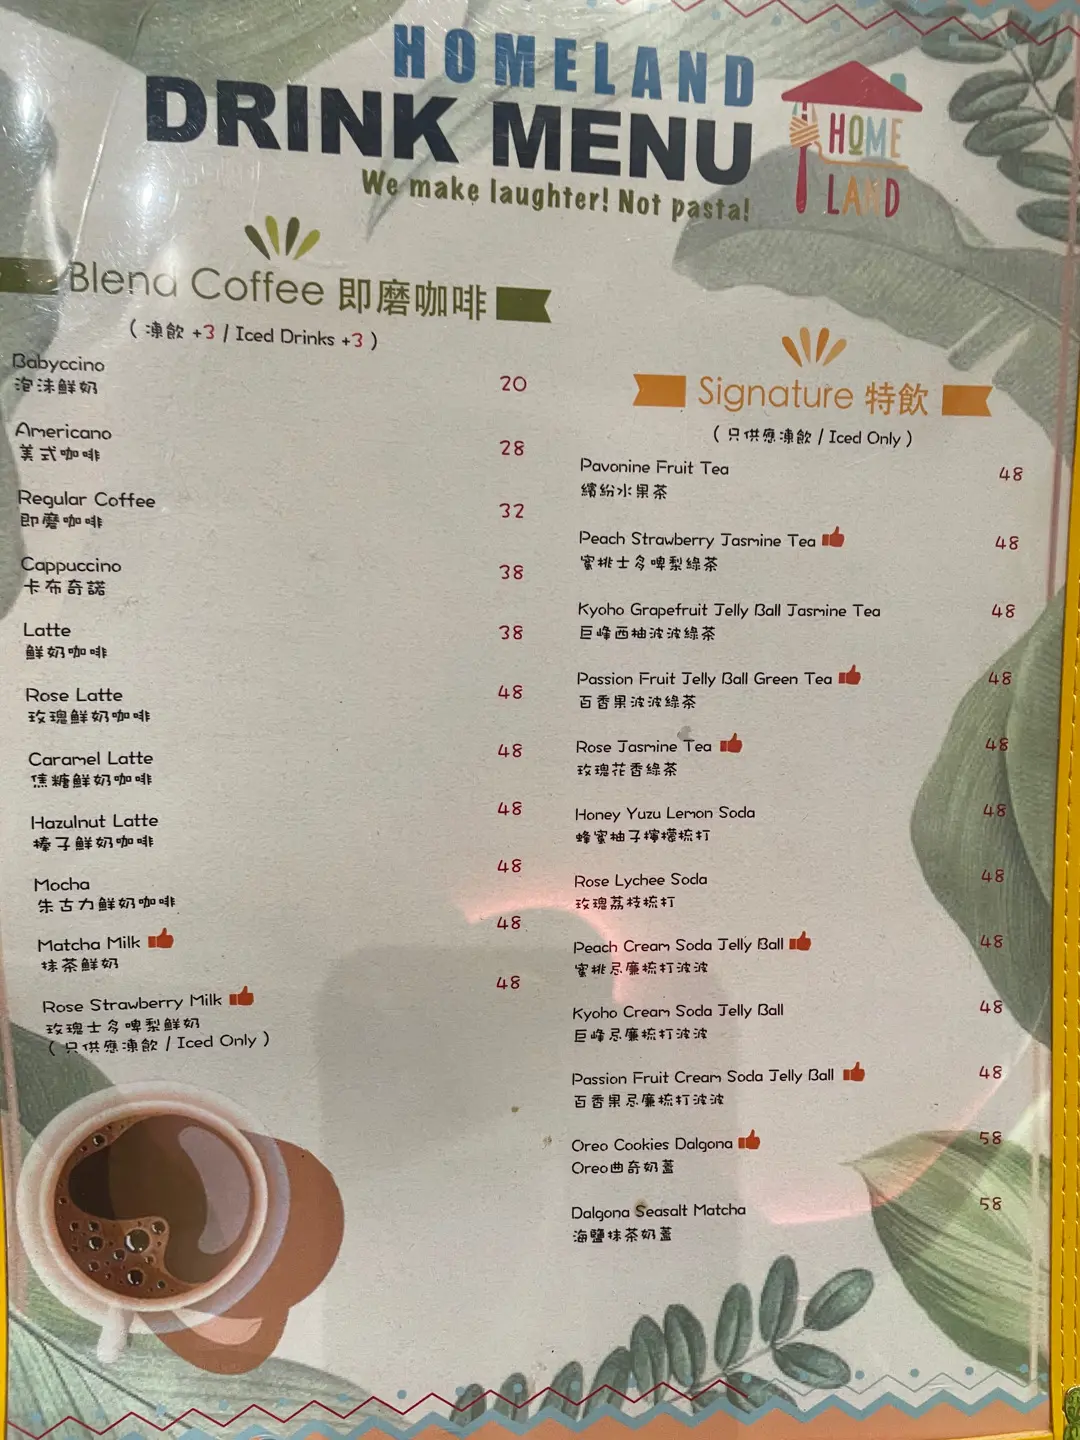 HOMELAND
DRINK MENU
We make laughter! Not pasta!
HOME
LAND
Blend Coffee 即磨咖啡
( 凍飲 +3 / Iced Drinks +3 )
Babyccino
泡沫鮮奶
20
Americano
美式咖啡
28
Regular Coffee
即磨咖啡
32
Cappuccino
卡布奇諾
38
Latte
鮮奶咖啡
38
Rose Latte
玫瑰鮮奶咖啡
48
Caramel Latte
焦糖鮮奶咖啡
48
Hazulnut Latte
榛子鮮奶咖啡
48
Mocha
朱古力鮮奶咖啡
48
Matcha Milk
抹茶鮮奶
48
Rose Strawberry Milk
玫瑰士多啤梨鮮奶
( 只供應凍飲 / Iced Only )
48
Signature 特飲
( 只供應凍飲 / Iced Only )
Pavonine Fruit Tea
繽紛水果茶
48
Peach Strawberry Jasmine Tea
蜜桃士多啤梨綠茶
48
Kyoho Grapefruit Jelly Ball Jasmine Tea
巨峰西柚波波綠茶
48
Passion Fruit Jelly Ball Green Tea
百香果波波綠茶
48
Rose Jasmine Tea
玫瑰花香綠茶
48
Honey Yuzu Lemon Soda
蜂蜜柚子檸檬梳打
48
Rose Lychee Soda
玫瑰荔枝梳打
48
Peach Cream Soda Jelly Ball
蜜桃忌廉梳打波波
48
Kyoho Cream Soda Jelly Ball
巨峰忌廉梳打波波
48
Passion Fruit Cream Soda Jelly Ball
百香果忌廉梳打波波
48
Oreo Cookies Dalgona
Oreo曲奇奶蓋
58
Dalgona Seasalt Matcha
海鹽抹茶奶蓋
58